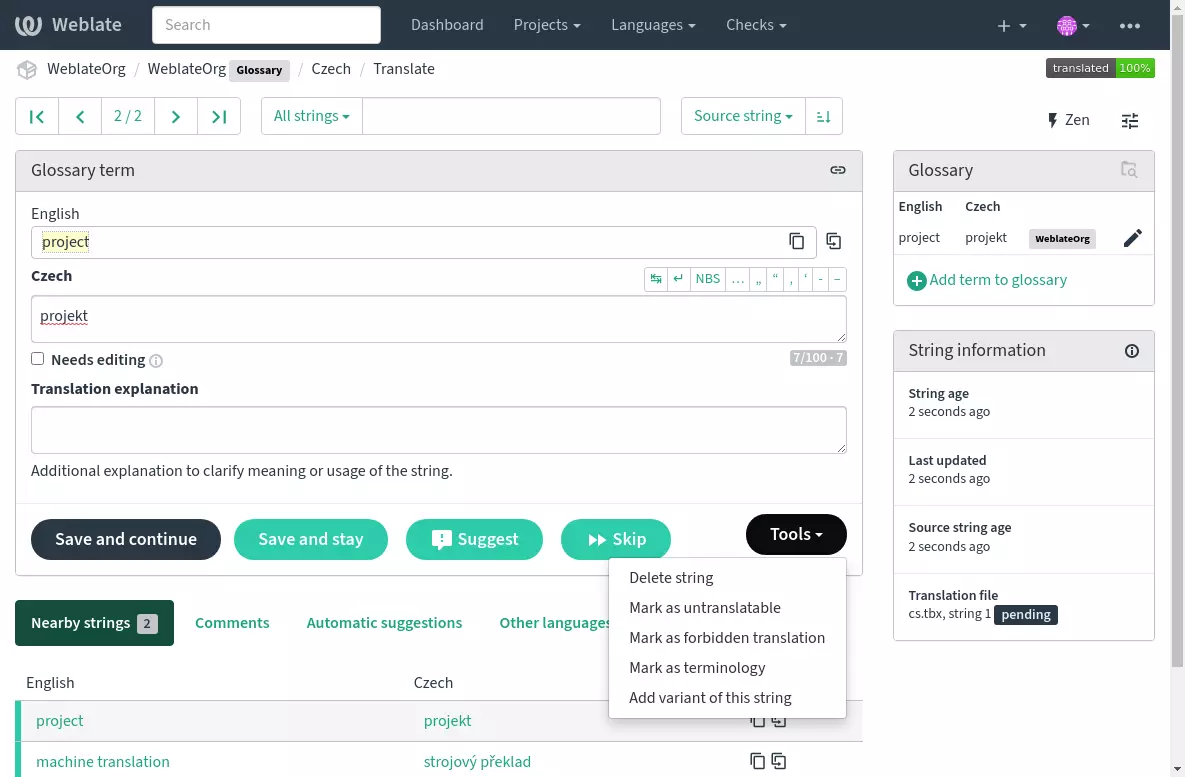 Weblate Search Dashboard Projects Languages Checks
WeblateOrg / WeblateOrg Glossary / Czech / Translate translated 100%
2 / 2 All strings Source string Zen
Glossary term
English
project
Czech
NBS … „ “ ‚ ‘ - –
projekt
Needs editing 7/100 · 7
Translation explanation
Additional explanation to clarify meaning or usage of the string.
Save and continue Save and stay Suggest Skip Tools
Delete string
Mark as untranslatable
Mark as forbidden translation
Mark as terminology
Add variant of this string
Nearby strings 2 Comments Automatic suggestions Other languages
English Czech
project projekt
machine translation strojový překlad
Glossary
English Czech
project projekt WeblateOrg
Add term to glossary
String information
String age
2 seconds ago
Last updated
2 seconds ago
Source string age
2 seconds ago
Translation file
cs.tbx, string 1 pending